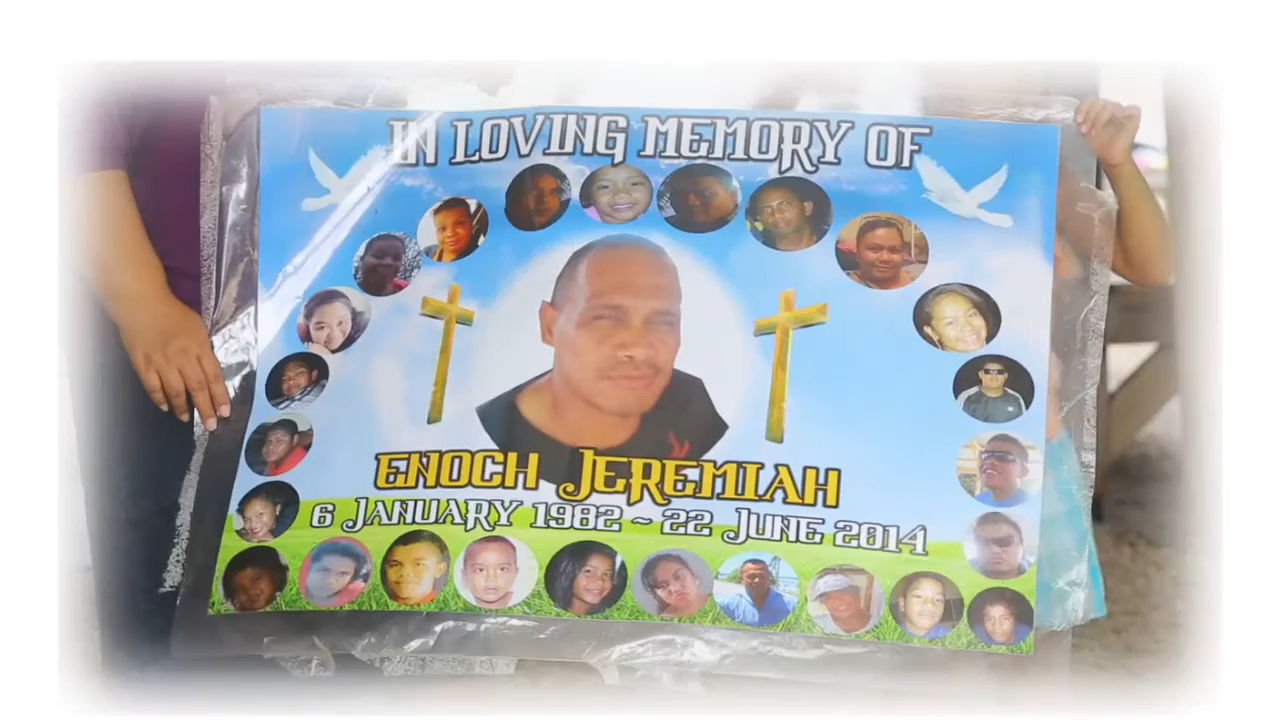 IN LOVING MEMORY OF
ENOCH JEREMIAH
6 JANUARY 1982 ~ 22 JUNE 2014